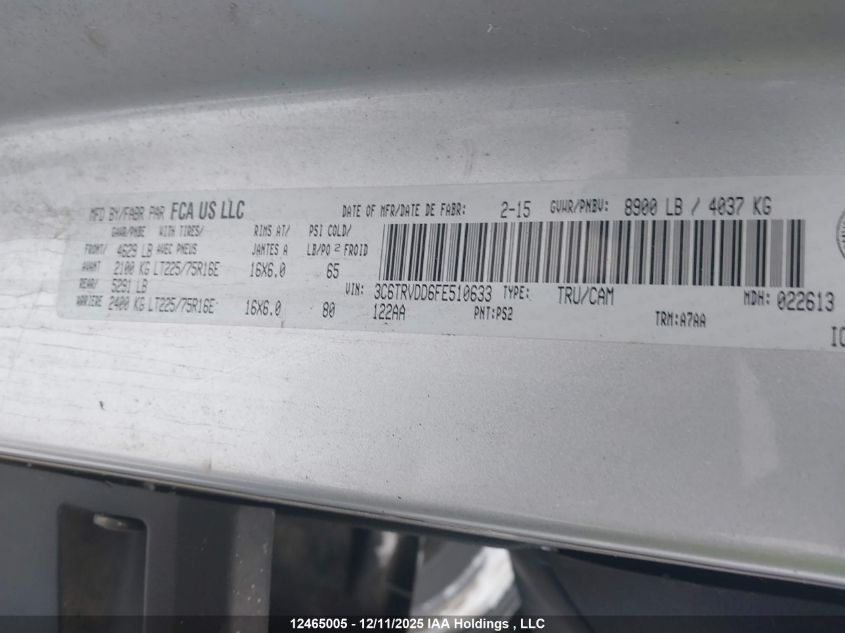 MFD BY/FABR PAR FCA US LLC DATE OF MFR/DATE DE FABR: 2-15 GVWR/PNBV: 8900 LB / 4037 KG
GAWR/PNBE WITH TIRES/ RIMS AT/ PSI COLD/
FRONT/ 4629 LB AVEC PNEUS JANTES A LB/PO 2 FROID
AVANT 2100 KG LT225/75R16E 16X6.0 65
REAR/ 5291 LB VIN: 3C6TRVDD6FE510633 TYPE: TRU/CAM MDH: 022613
ARRIERE 2400 KG LT225/75R16E 16X6.0 80 122AA PNT:PS2 TRM:A7AA
12465005 - 12/11/2025 IAA Holdings , LLC